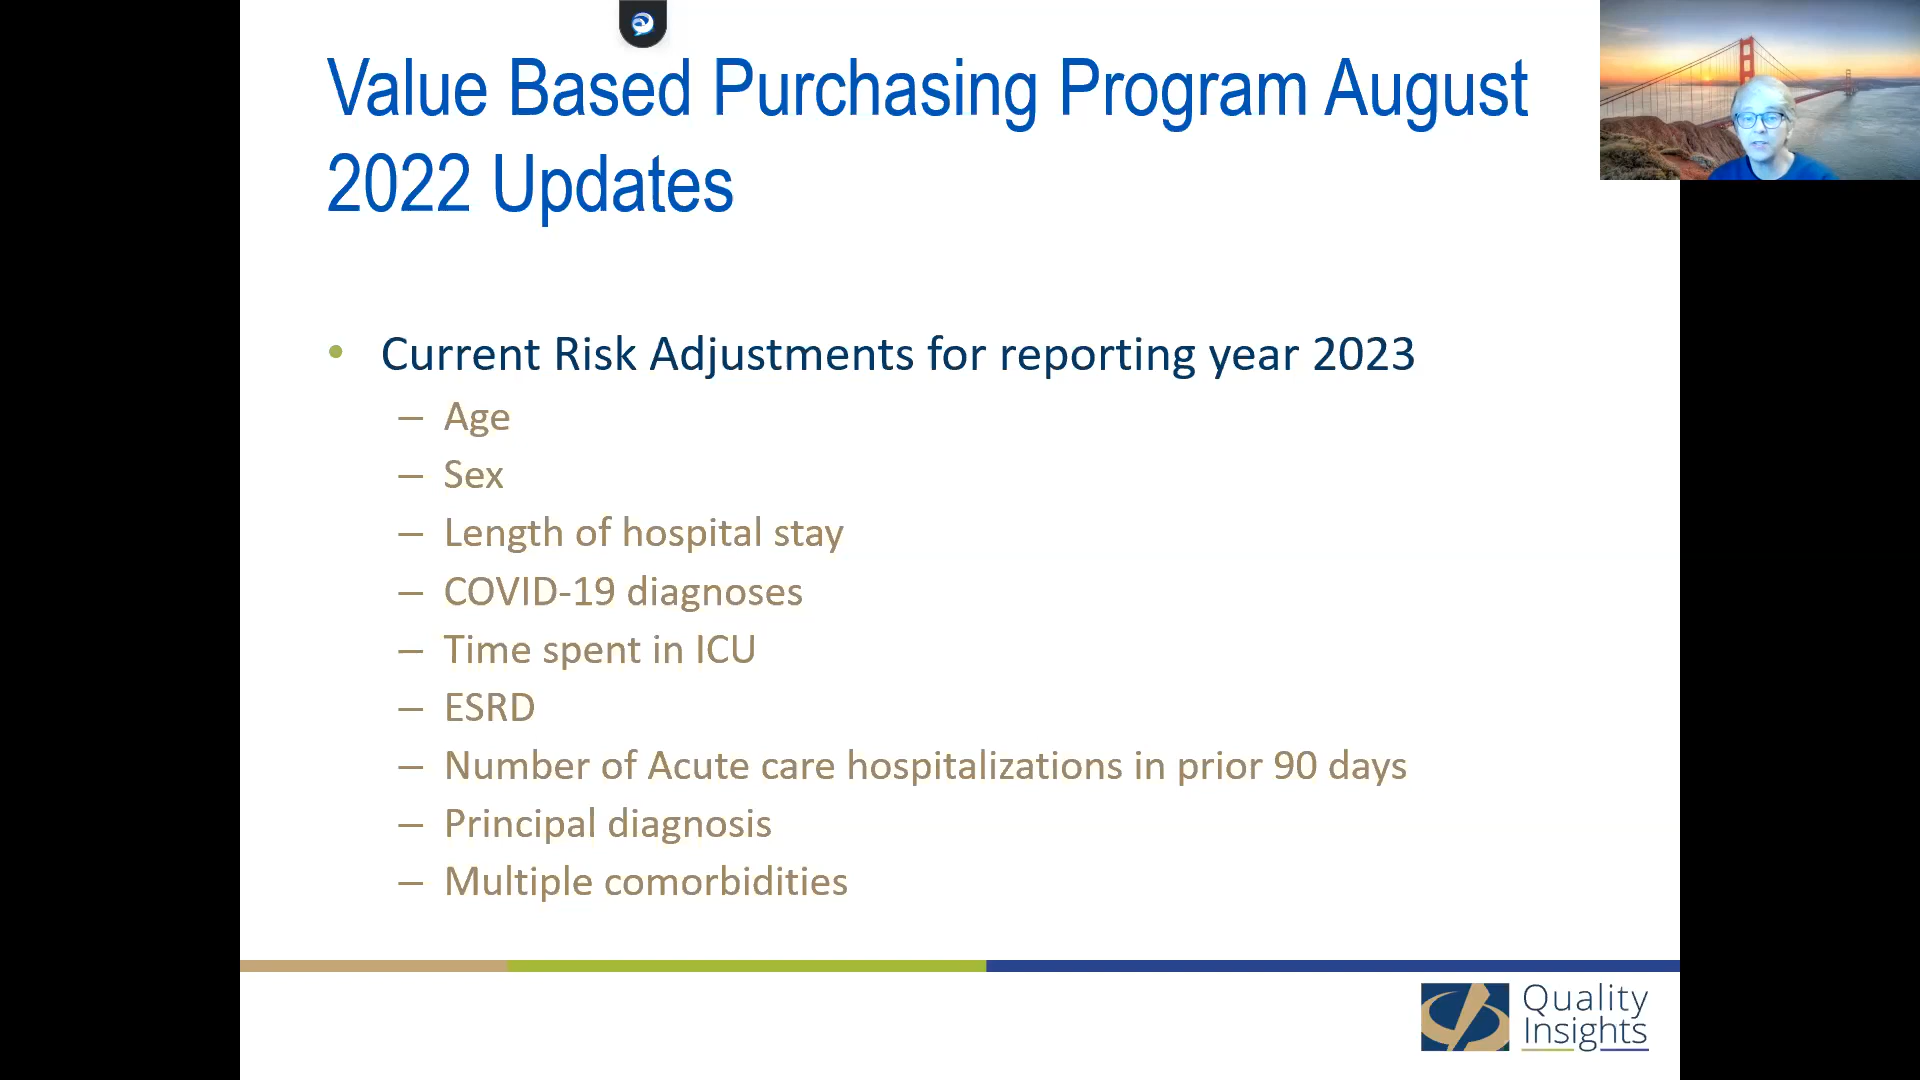 Value Based Purchasing Program August
2022 Updates
• Current Risk Adjustments for reporting year 2023
– Age
– Sex
– Length of hospital stay
– COVID-19 diagnoses
– Time spent in ICU
– ESRD
– Number of Acute care hospitalizations in prior 90 days
– Principal diagnosis
– Multiple comorbidities
Quality
Insights